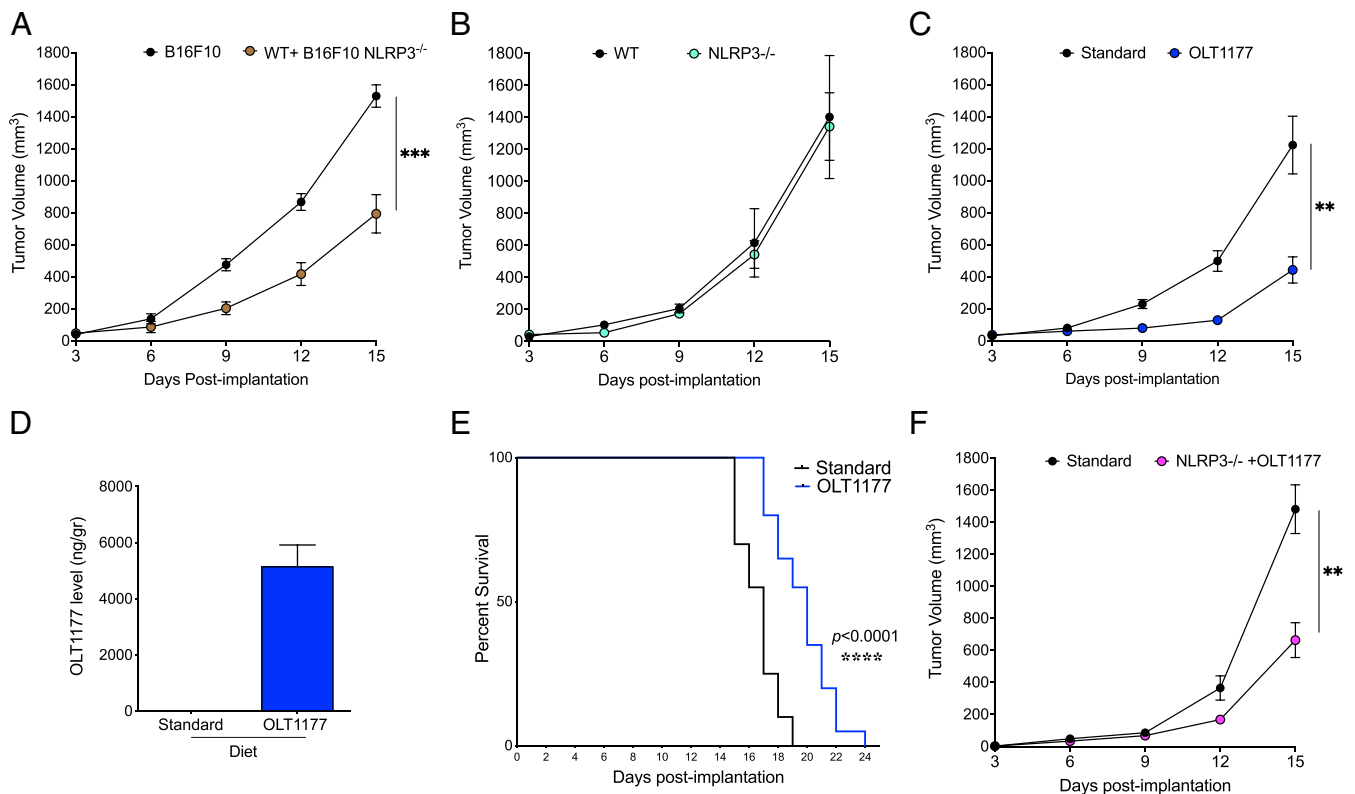 A
B16F10 WT+ B16F10 NLRP3-/-
1800
1600
1400
1200
1000
800
600
400
200
0
Tumor Volume (mm3)
***
3 6 9 12 15
Days Post-implantation
B
WT NLRP3-/-
1800
1600
1400
1200
1000
800
600
400
200
0
Tumor Volume (mm3)
3 6 9 12 15
Days post-implantation
C
Standard OLT1177
1800
1600
1400
1200
1000
800
600
400
200
0
Tumor Volume (mm3)
**
3 6 9 12 15
Days post-implantation
D
8000
6000
4000
2000
0
OLT1177 level (ng/gr)
Standard OLT1177
Diet
E
100
50
0
Percent Survival
Standard
OLT1177
p<0.0001
****
0 2 4 6 8 10 12 14 16 18 20 22 24
Days post-implantation
F
Standard NLRP3-/- +OLT1177
1800
1600
1400
1200
1000
800
600
400
200
0
Tumor Volume (mm3)
**
3 6 9 12 15
Days post-implantation